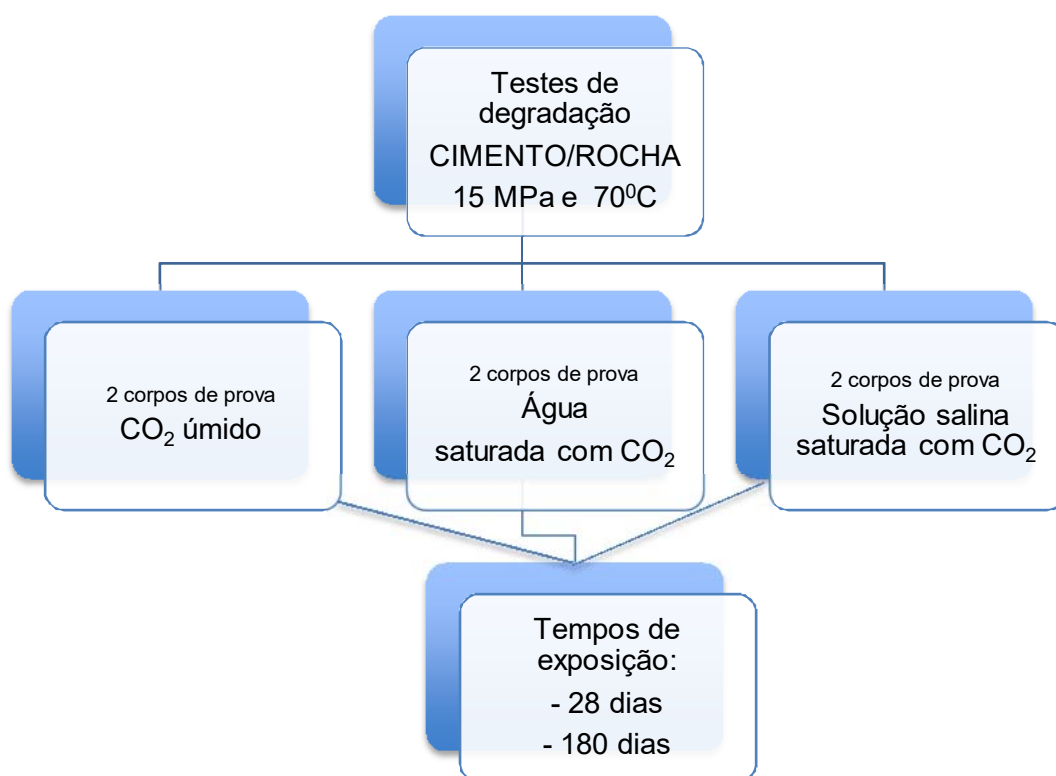 Testes de
degradação
CIMENTO/ROCHA
15 MPa e 70⁰C
2 corpos de prova
CO₂ úmido
2 corpos de prova
Água
saturada com CO₂
2 corpos de prova
Solução salina
saturada com CO₂
Tempos de
exposição:
- 28 dias
- 180 dias